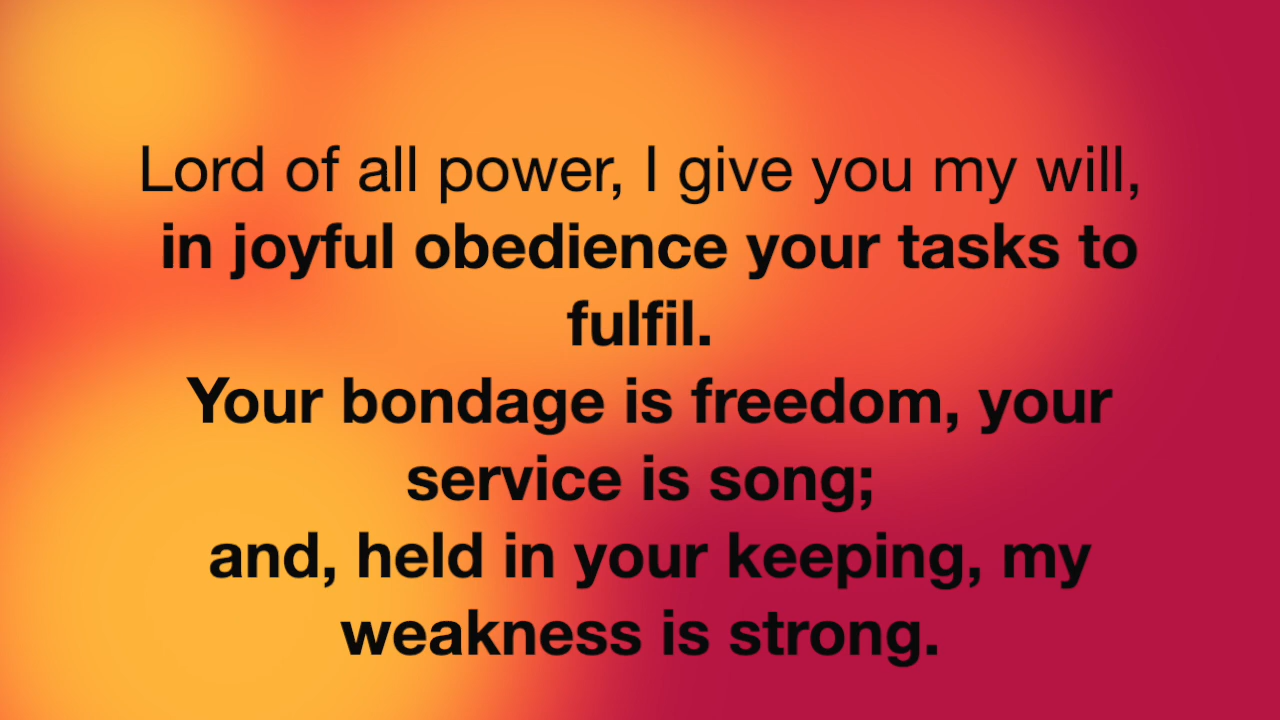 Lord of all power, I give you my will,
in joyful obedience your tasks to
fulfil.
Your bondage is freedom, your
service is song;
and, held in your keeping, my
weakness is strong.